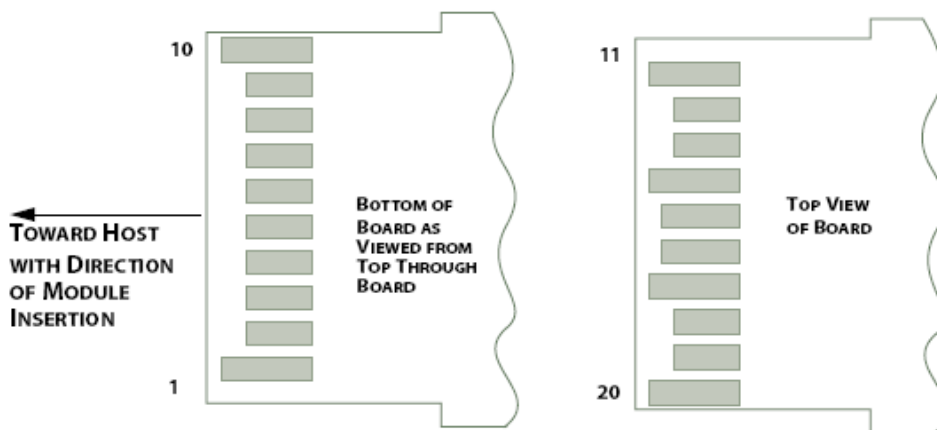 10
BOTTOM OF
BOARD AS
VIEWED FROM
TOP THROUGH
BOARD
TOWARD HOST
WITH DIRECTION
OF MODULE
INSERTION
1
11
TOP VIEW
OF BOARD
20